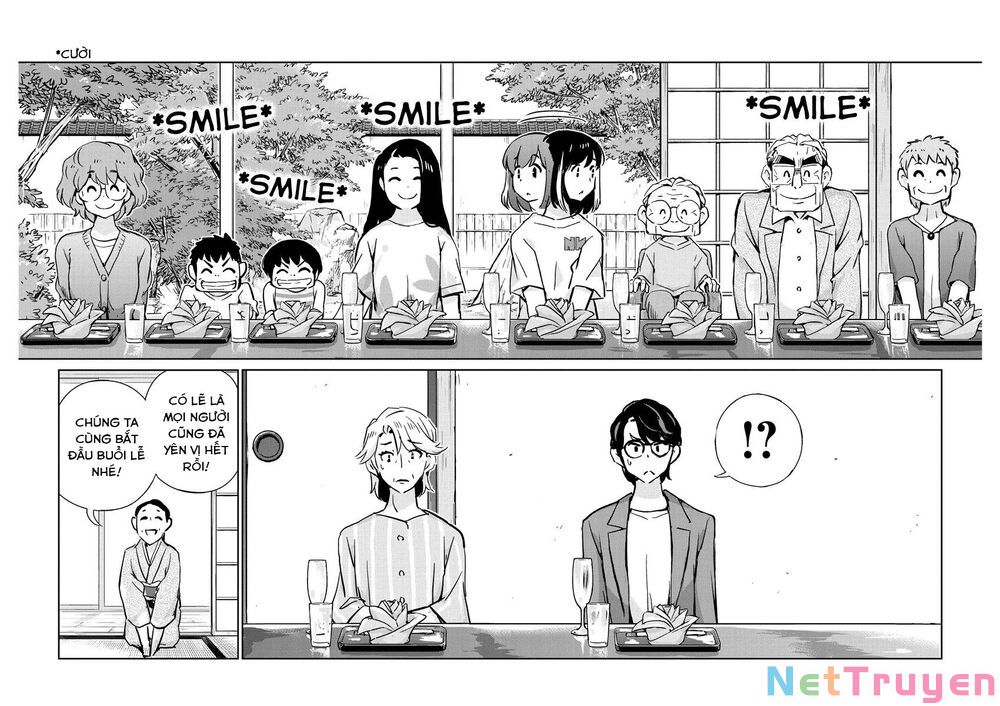 *CƯỜI
*SMILE*
*SMILE*
*SMILE*
*SMILE*
!?
CÓ LẼ LÀ
MỌI NGƯỜI
CŨNG ĐÃ
YÊN VỊ HẾT
RỒI!
CHÚNG TA
CÙNG BẮT
ĐẦU BUỔI LỄ
NHÉ!
NetTruyen